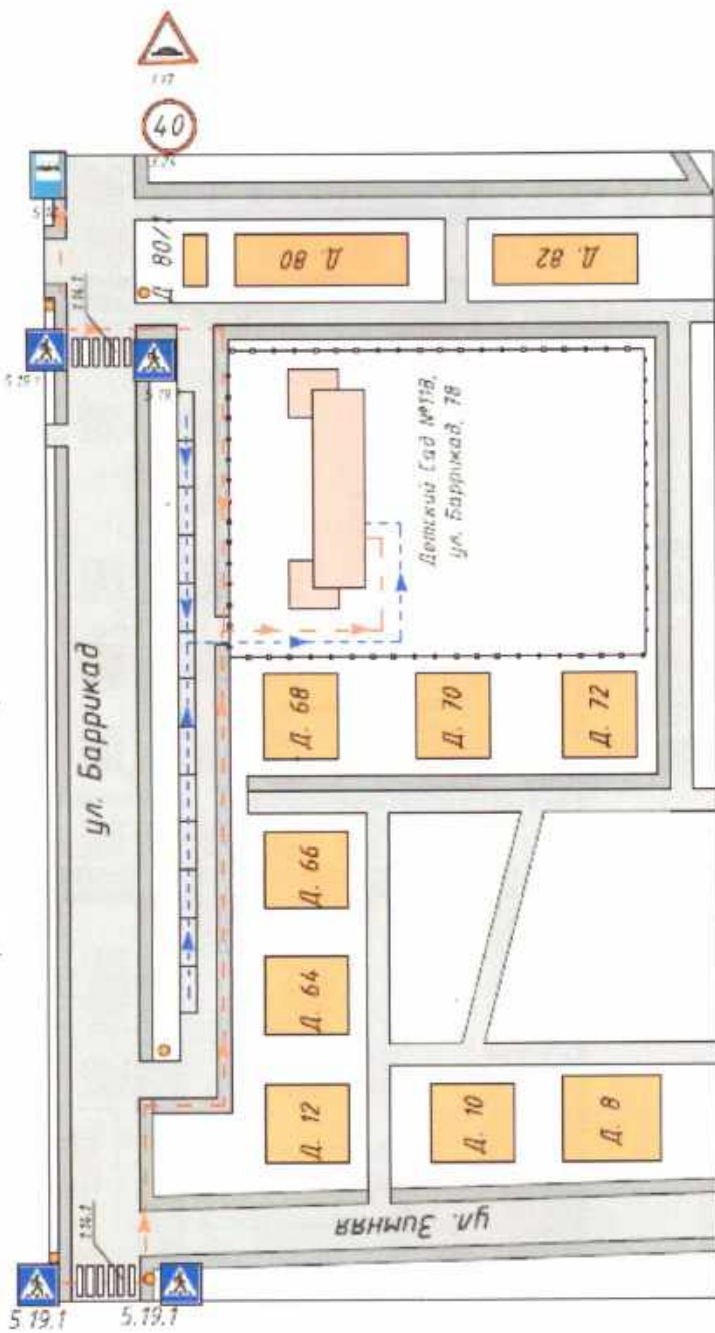 1.17
40
3.24
Д. 80/1
Д. 80
Д. 82
1.14.1
5.19.1
5.19
Детский Сад №118,
ул. Баррикад, 78
ул. Баррикад
Д. 68
Д. 70
Д. 72
Д. 66
Д. 64
Д. 12
Д. 10
Д. 8
ул. Зимняя
1.14.1
5.19.1
5.19.1